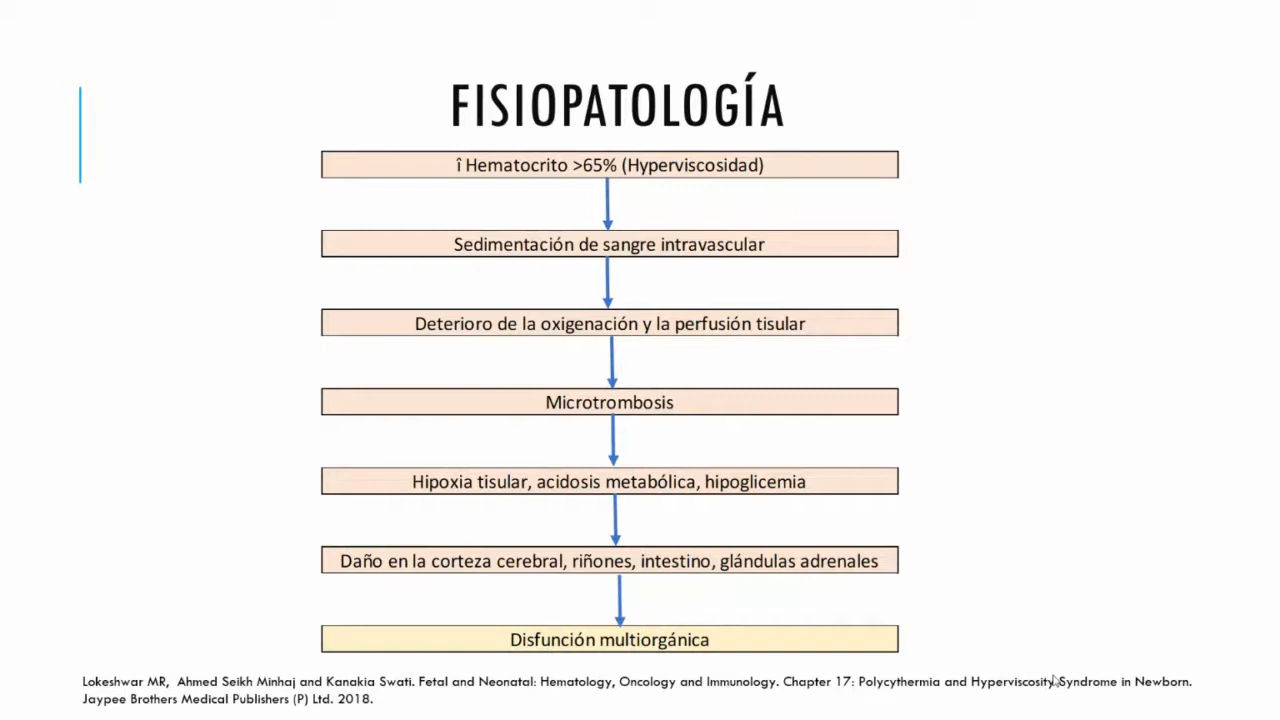 FISIOPATOLOGÍA
î Hematocrito >65% (Hyperviscosidad)
Sedimentación de sangre intravascular
Deterioro de la oxigenación y la perfusión tisular
Microtrombosis
Hipoxia tisular, acidosis metabólica, hipoglicemia
Daño en la corteza cerebral, riñones, intestino, glándulas adrenales
Disfunción multiorgánica
Lokeshwar MR, Ahmed Seikh Minhaj and Kanakia Swati. Fetal and Neonatal: Hematology, Oncology and Immunology. Chapter 17: Polycythermia and Hyperviscosity Syndrome in Newborn.
Jaypee Brothers Medical Publishers (P) Ltd. 2018.